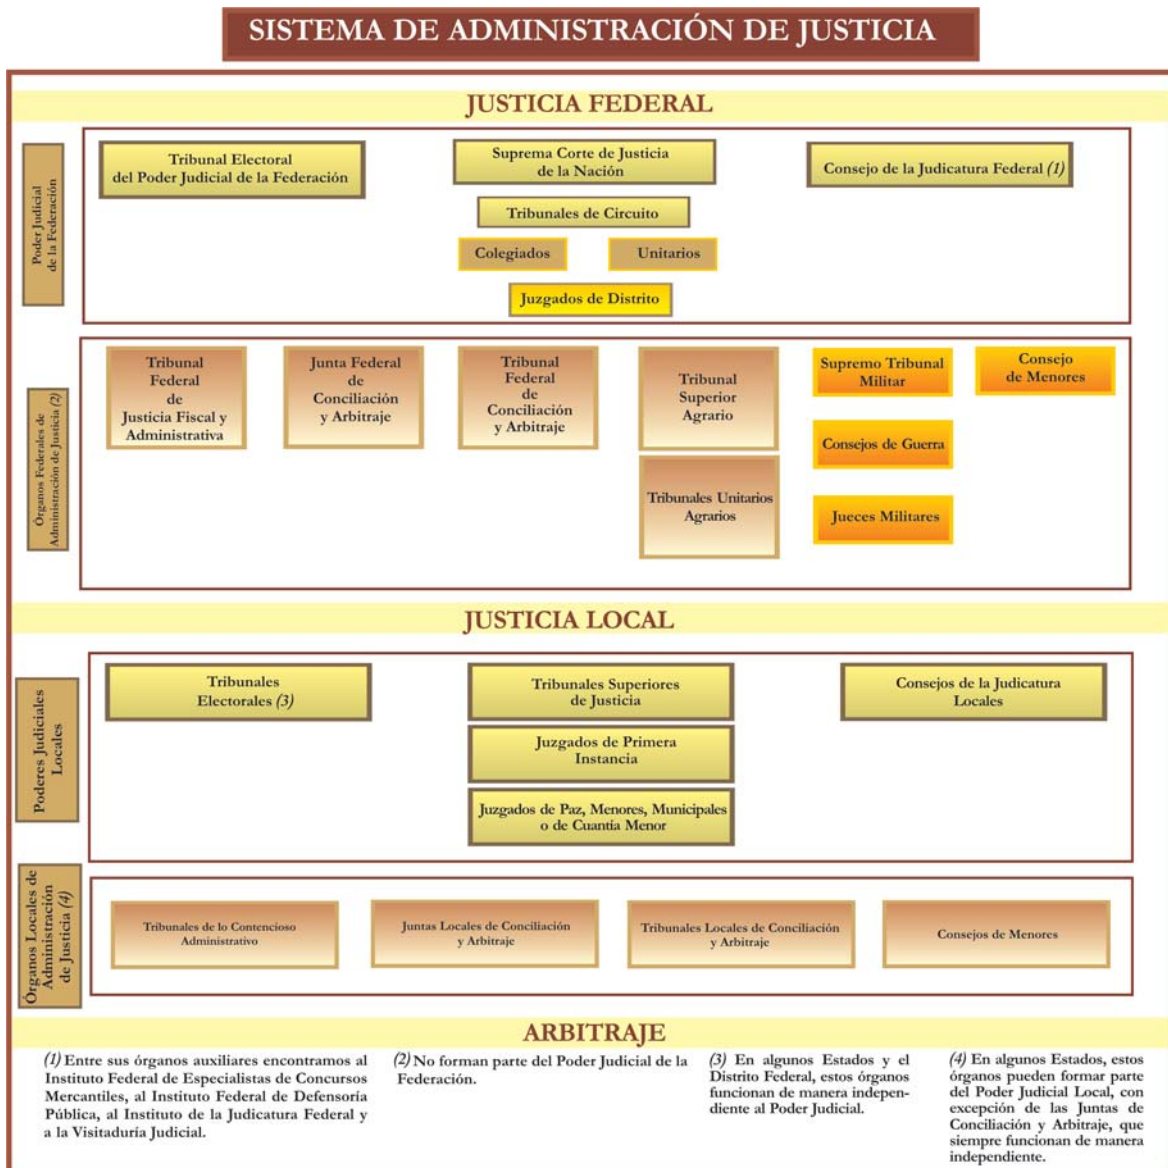 SISTEMA DE ADMINISTRACIÓN DE JUSTICIA
JUSTICIA FEDERAL
Poder Judicial
de la Federación
Tribunal Electoral
del Poder Judicial de la Federación
Suprema Corte de Justicia
de la Nación
Consejo de la Judicatura Federal (1)
Tribunales de Circuito
Colegiados
Unitarios
Juzgados de Distrito
Órganos Federales de
Administración de Justicia (2)
Tribunal
Federal
de
Justicia Fiscal y
Administrativa
Junta Federal
de
Conciliación
y Arbitraje
Tribunal
Federal
de
Conciliación
y Arbitraje
Tribunal
Superior
Agrario
Tribunales Unitarios
Agrarios
Supremo Tribunal
Militar
Consejos de Guerra
Jueces Militares
Consejo
de Menores
JUSTICIA LOCAL
Poderes Judiciales
Locales
Tribunales
Electorales (3)
Tribunales Superiores
de Justicia
Juzgados de Primera
Instancia
Juzgados de Paz, Menores, Municipales
o de Cuantía Menor
Consejos de la Judicatura
Locales
Órganos Locales de
Administración
de Justicia (4)
Tribunales de lo Contencioso
Administrativo
Juntas Locales de Conciliación
y Arbitraje
Tribunales Locales de Conciliación
y Arbitraje
Consejos de Menores
ARBITRAJE
(1) Entre sus órganos auxiliares encontramos al
Instituto Federal de Especialistas de Concursos
Mercantiles, al Instituto Federal de Defensoría
Pública, al Instituto de la Judicatura Federal y
a la Visitaduría Judicial.
(2) No forman parte del Poder Judicial de la
Federación.
(3) En algunos Estados y el
Distrito Federal, estos órganos
funcionan de manera indepen-
diente al Poder Judicial.
(4) En algunos Estados, estos
órganos pueden formar parte
del Poder Judicial Local, con
excepción de las Juntas de
Conciliación y Arbitraje, que
siempre funcionan de manera
independiente.